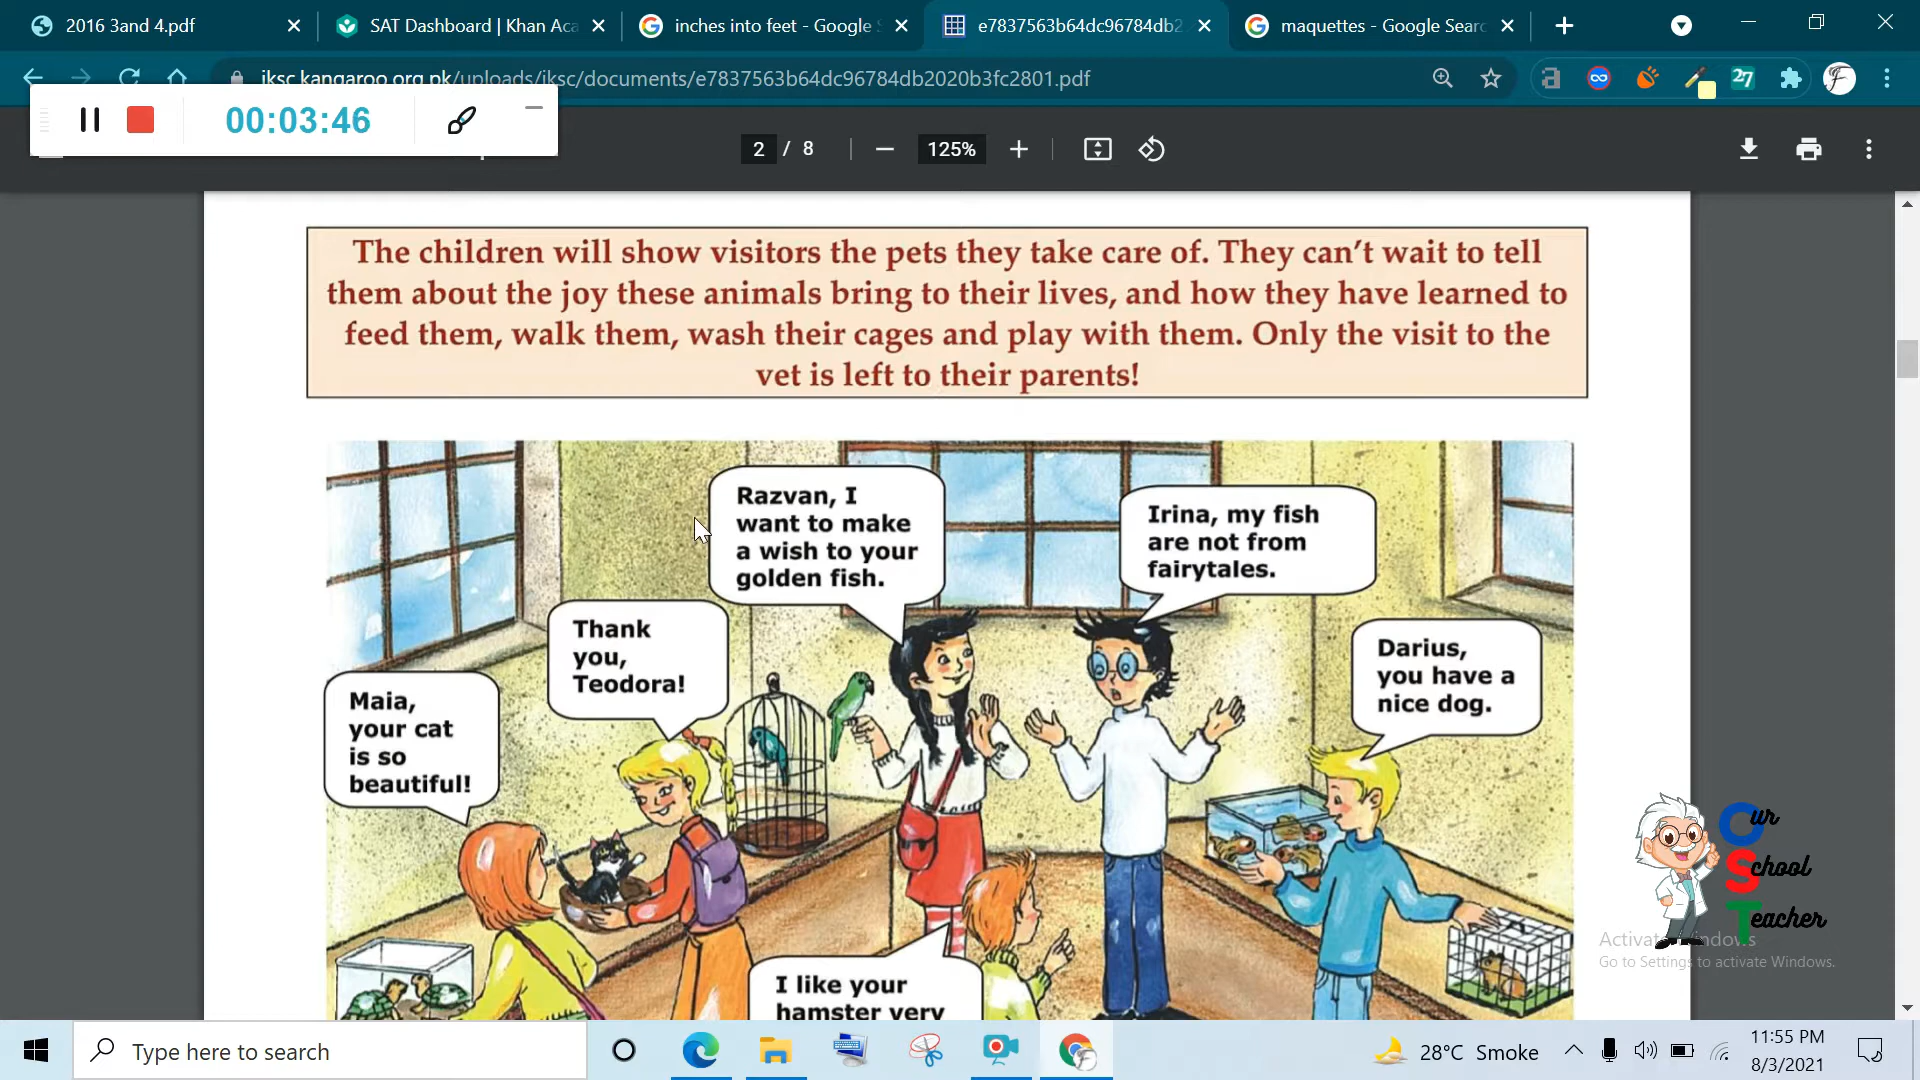 2016 3and 4.pdf
SAT Dashboard | Khan Aca
inches into feet - Google S
e7837563b64dc96784db2
maquettes - Google Searc
iksc.kangaroo.org.pk/uploads/iksc/documents/e7837563b64dc96784db2020b3fc2801.pdf
27
00:03:46
2 / 8
125%
The children will show visitors the pets they take care of. They can't wait to tell
them about the joy these animals bring to their lives, and how they have learned to
feed them, walk them, wash their cages and play with them. Only the visit to the
vet is left to their parents!
Razvan, I
want to make
a wish to your
golden fish.
Irina, my fish
are not from
fairytales.
Thank
you,
Teodora!
Darius,
you have a
nice dog.
Maia,
your cat
is so
beautiful!
I like your
hamster very
Our
School
Teacher
Activate Windows
Go to Settings to activate Windows.
Type here to search
28°C Smoke
11:55 PM
8/3/2021